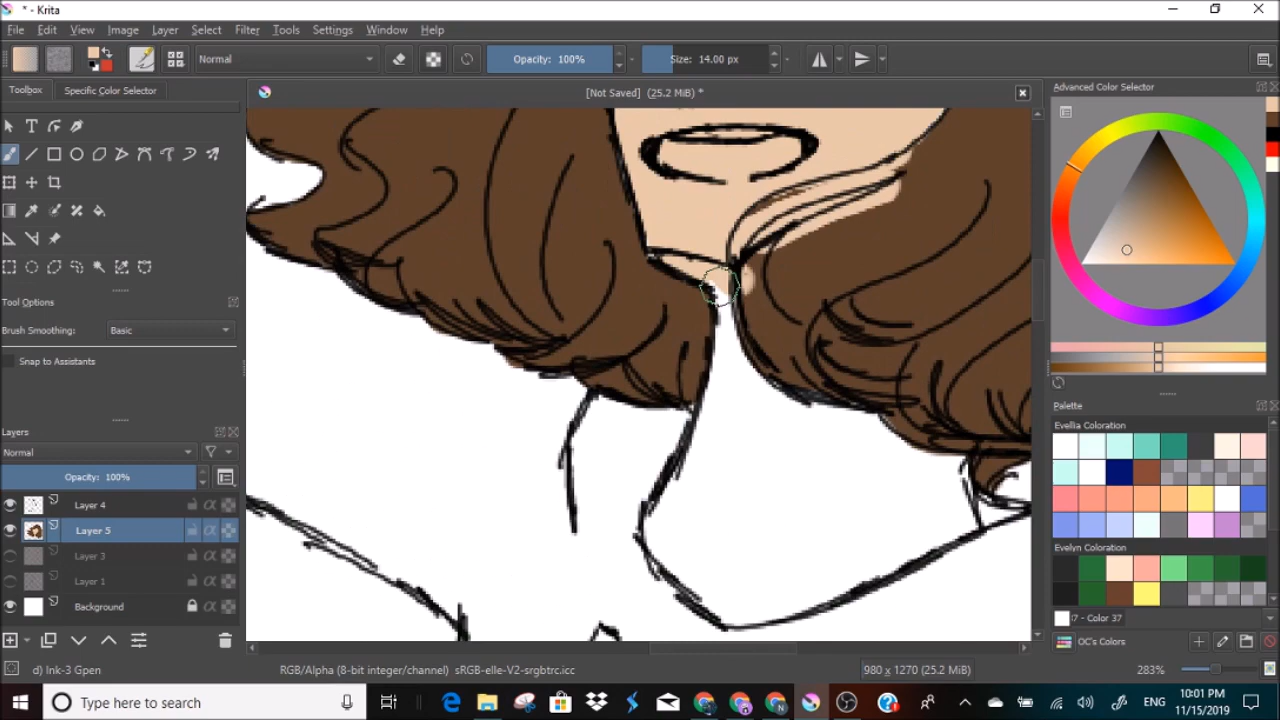 * - Krita
File Edit View Image Layer Select Filter Tools Settings Window Help
Normal Opacity: 100% Size: 14.00 px
Toolbox Specific Color Selector
[Not Saved] (25.2 MiB) *
Advanced Color Selector
Tool Options
Brush Smoothing: Basic
Snap to Assistants
Layers
Normal
Opacity: 100%
Layer 4
Layer 5
Layer 3
Layer 1
Background
Palette
Evellia Coloration
Evelyn Coloration
i7 - Color 37
OC's Colors
d) Ink-3 Gpen
RGB/Alpha (8-bit integer/channel) sRGB-elle-V2-srgbtrc.icc
980 x 1270 (25.2 MiB)
283%
Type here to search
ENG
10:01 PM
11/15/2019